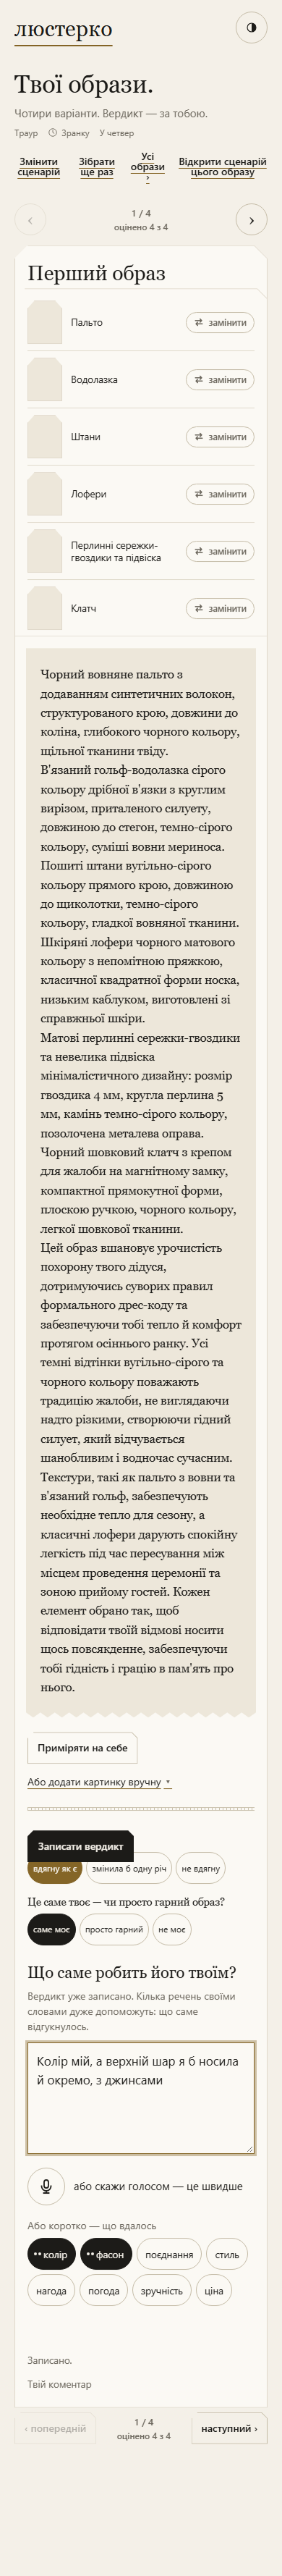 люстерко
Твої образи.
Чотири варіанти. Вердикт — за тобою.
Траур Зранку У четвер
Змінити сценарій
Зібрати ще раз
Усі образи ›
Відкрити сценарій цього образу
‹
1 / 4
оцінено 4 з 4
›
Перший образ
Пальто
замінити
Водолазка
замінити
Штани
замінити
Лофери
замінити
Перлинні сережки-
гвоздики та підвіска
замінити
Клатч
замінити
Чорний вовняне пальто з
додаванням синтетичних волокон,
структурованого крою, довжини до
коліна, глибокого чорного кольору,
щільної тканини твіду.
В'язаний гольф-водолазка сірого
кольору дрібної в'язки з круглим
вирізом, приталеного силуету,
довжиною до стегон, темно-сірого
кольору, суміші вовни мериноса.
Пошиті штани вугільно-сірого
кольору прямого крою, довжиною
до щиколотки, темно-сірого
кольору, гладкої вовняної тканини.
Шкіряні лофери чорного матового
кольору з непомітною пряжкою,
класичної квадратної форми носка,
низьким каблуком, виготовлені зі
справжньої шкіри.
Матові перлинні сережки-гвоздики
та невелика підвіска
мінімалістичного дизайну: розмір
гвоздика 4 мм, кругла перлина 5
мм, камінь темно-сірого кольору,
позолочена металева оправа.
Чорний шовковий клатч з крепом
для жалоби на магнітному замку,
компактної прямокутної форми,
плоскою ручкою, чорного кольору,
легкої шовкової тканини.
Цей образ вшановує урочистість
похорону твого дідуся,
дотримуючись суворих правил
формального дрес-коду та
забезпечуючи тобі тепло й комфорт
протягом осіннього ранку. Усі
темні відтінки вугільно-сірого та
чорного кольору поважають
традицію жалоби, не виглядаючи
надто різкими, створюючи гідний
силует, який відчувається
шанобливим і водночас сучасним.
Текстури, такі як пальто з вовни та
в'язаний гольф, забезпечують
необхідне тепло для сезону, а
класичні лофери дарують спокійну
легкість під час пересування між
місцем проведення церемонії та
зоною прийому гостей. Кожен
елемент обрано так, щоб
відповідати твоїй відмові носити
щось повсякденне, забезпечуючи
тобі гідність і грацію в пам'ять про
нього.
Приміряти на себе
Або додати картинку вручну
Записати вердикт
вдягну як є
змінила б одну річ
не вдягну
Це саме твоє — чи просто гарний образ?
саме моє
просто гарний
не моє
Що саме робить його твоїм?
Вердикт уже записано. Кілька речень своїми
словами дуже допоможуть: що саме
відгукнулось.
Колір мій, а верхній шар я б носила
й окремо, з джинсами
або скажи голосом — це швидше
Або коротко — що вдалось
колір
фасон
поєднання
стиль
нагода
погода
зручність
ціна
Записано.
Твій коментар
‹ попередній
1 / 4
оцінено 4 з 4
наступний ›